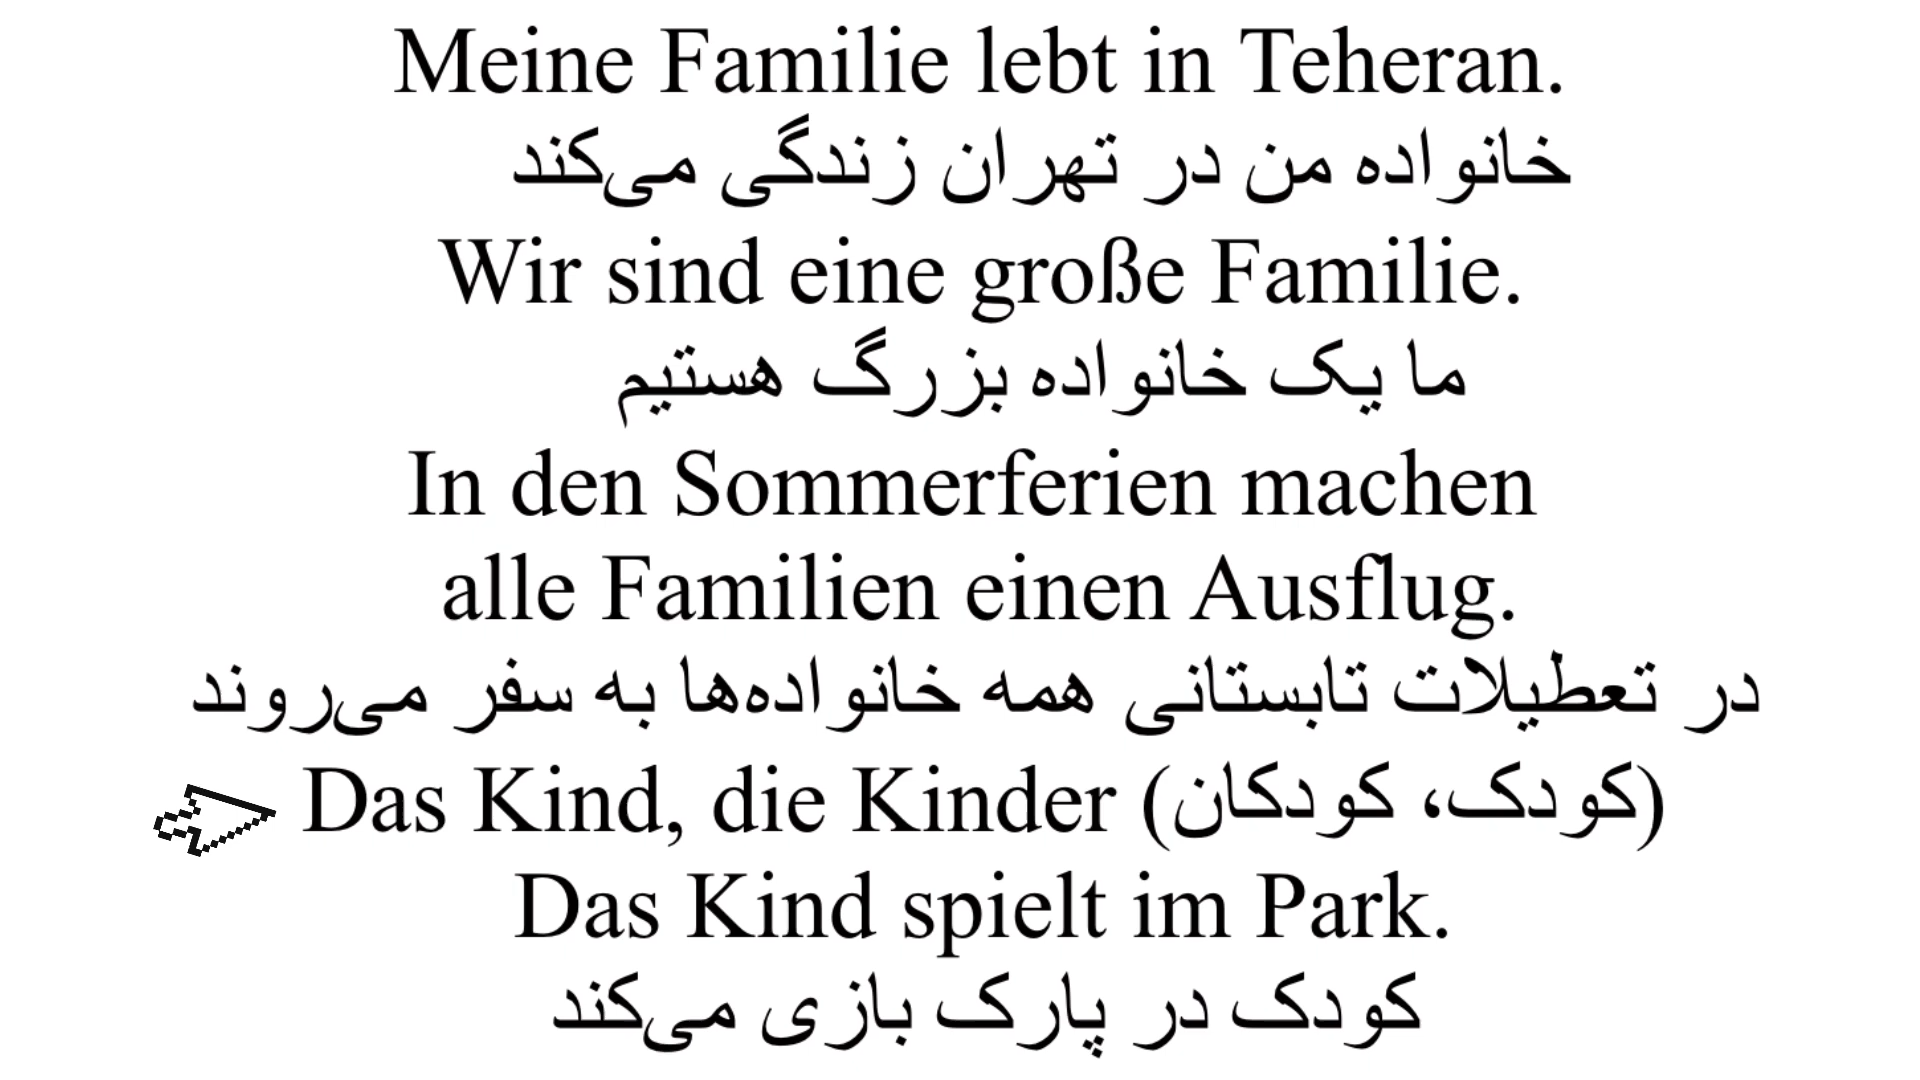 Meine Familie lebt in Teheran.
خانواده من در تهران زندگی می‌کند
Wir sind eine große Familie.
ما یک خانواده بزرگ هستیم
In den Sommerferien machen
alle Familien einen Ausflug.
در تعطیلات تابستانی همه خانواده‌ها به سفر می‌روند
Das Kind, die Kinder (کودک، کودکان)
Das Kind spielt im Park.
کودک در پارک بازی می‌کند